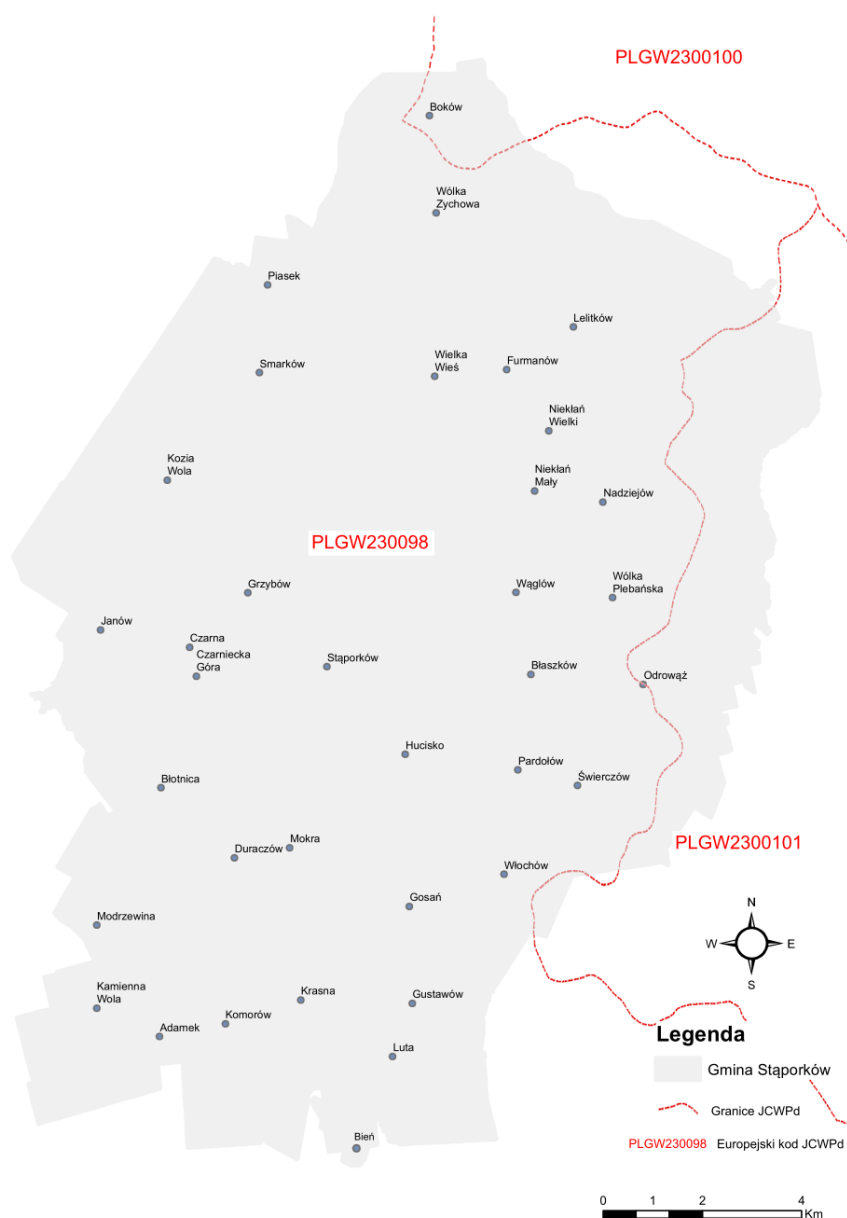 PLGW2300100
Boków
Wólka
Zychowa
Piasek
Lelitków
Smarków
Wielka
Wieś
Furmanów
Niekłań
Wielki
Kozia
Wola
Niekłań
Mały
Nadziejów
PLGW230098
Grzybów
Wąglów
Wólka
Plebańska
Janów
Czarna
Czarniecka
Góra
Stąporków
Błaszków
Odrowąż
Hucisko
Pardołów
Świerczów
Błotnica
Mokra
Duraczów
PLGW2300101
Włochów
Gosań
Modrzewina
N
W
E
S
Kamienna
Wola
Krasna
Gustawów
Komorów
Adamek
Luta
Bień
Legenda
Gmina Stąporków
Granice JCWPd
PLGW230098 Europejski kod JCWPd
0 1 2 4
Km